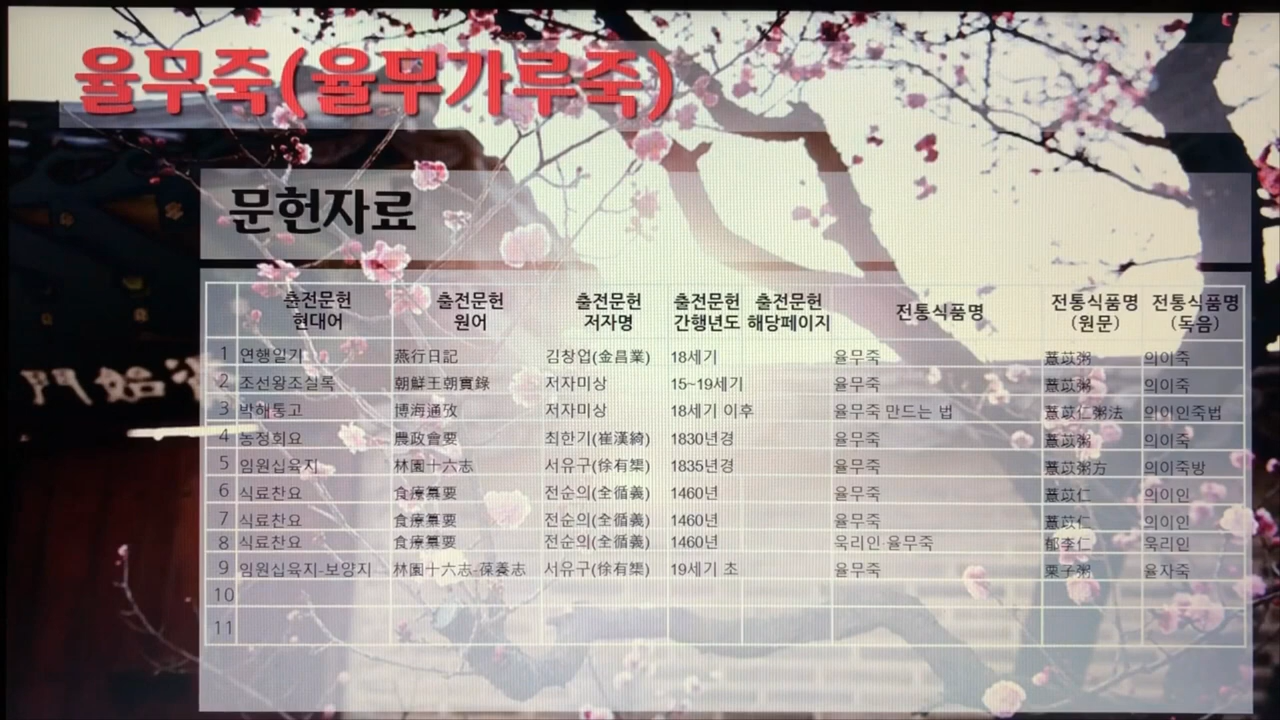 율무죽(율무가루죽)
문헌자료
출전문헌 현대어 출전문헌 원어 출전문헌 저자명 출전문헌 간행년도 출전문헌 해당페이지 전통식품명 전통식품명 (원문) 전통식품명 (독음)
1 연행일기 燕行日記 김창업(金昌業) 18세기 율무죽 薏苡粥 의이죽
2 조선왕조실록 朝鮮王朝實錄 저자미상 15~19세기 율무죽 薏苡粥 의이죽
3 박해통고 博海通攷 저자미상 18세기 이후 율무죽 만드는 법 薏苡仁粥法 의이인죽법
4 농정회요 農政會要 최한기(崔漢綺) 1830년경 율무죽 薏苡粥 의이죽
5 임원십육지 林園十六志 서유구(徐有榘) 1835년경 율무죽 薏苡粥方 의이죽방
6 식료찬요 食療纂要 전순의(全循義) 1460년 율무죽 薏苡仁 의이인
7 식료찬요 食療纂要 전순의(全循義) 1460년 율무죽 薏苡仁 의이인
8 식료찬요 食療纂要 전순의(全循義) 1460년 욱리인 율무죽 郁李仁 욱리인
9 임원십육지-보양지 林園十六志-葆養志 서유구(徐有榘) 19세기 초 율무죽 栗子粥 율자죽
10
11